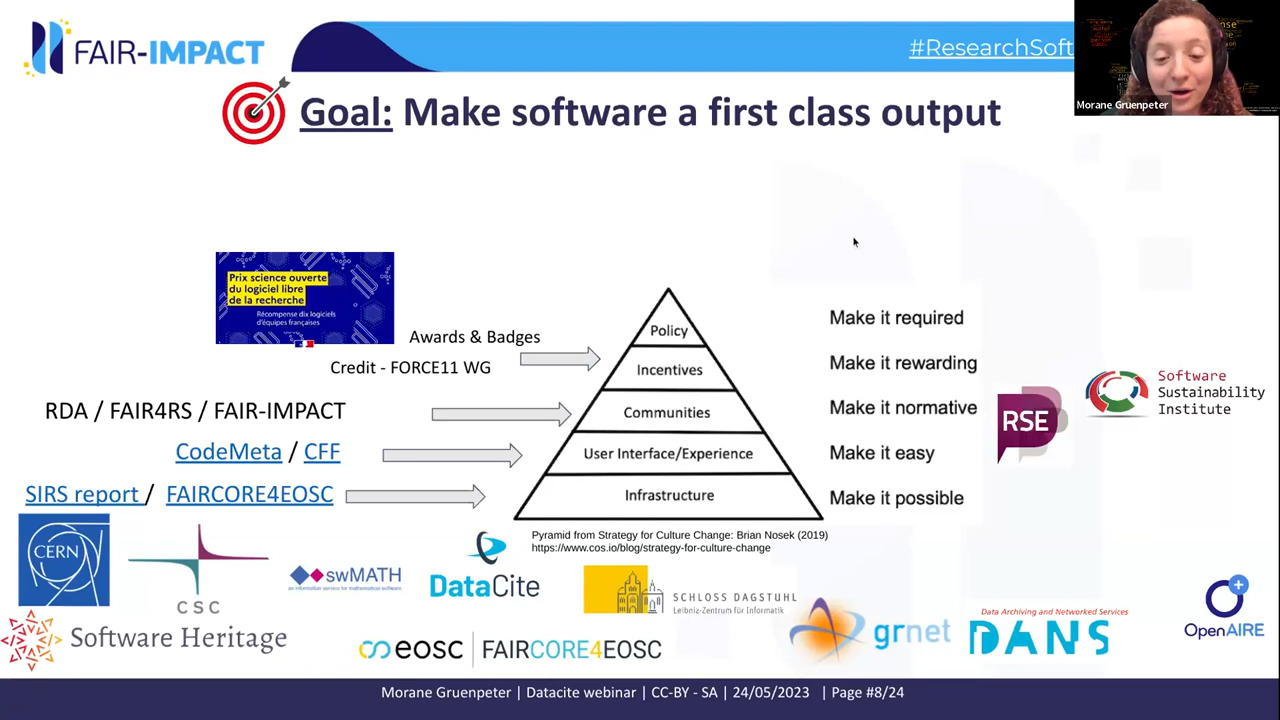 FAIR-IMPACT
#ResearchSoft
Morane Gruenpeter
Goal: Make software a first class output
Prix science ouverte
du logiciel libre
de la recherche
Récompense dix logiciels
d'équipes françaises
Awards & Badges
Credit - FORCE11 WG
RDA / FAIR4RS / FAIR-IMPACT
CodeMeta / CFF
SIRS report / FAIRCORE4EOSC
Policy
Incentives
Communities
User Interface/Experience
Infrastructure
Make it required
Make it rewarding
Make it normative
Make it easy
Make it possible
RSE
Software
Sustainability
Institute
Pyramid from Strategy for Culture Change: Brian Nosek (2019)
https://www.cos.io/blog/strategy-for-culture-change
CERN
CSC
swMATH
an information service for mathematical software
DataCite
SCHLOSS DAGSTUHL
Leibniz-Zentrum für Informatik
Software Heritage
eosc | FAIRCORE4EOSC
grnet
Data Archiving and Networked Services
DANS
OpenAIRE
Morane Gruenpeter | Datacite webinar | CC-BY - SA | 24/05/2023 | Page #8/24